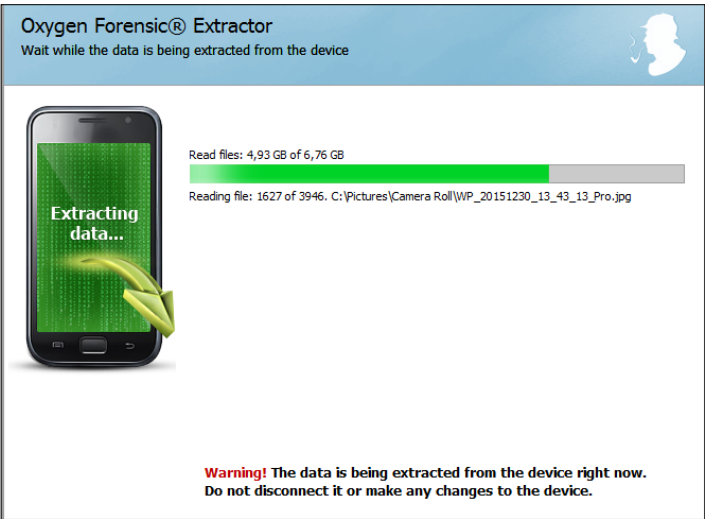 Oxygen Forensic® Extractor
Wait while the data is being extracted from the device
Read files: 4,93 GB of 6,76 GB
Reading file: 1627 of 3946. C:\Pictures\Camera Roll\WP_20151230_13_43_13_Pro.jpg
Extracting
data...
Warning! The data is being extracted from the device right now.
Do not disconnect it or make any changes to the device.